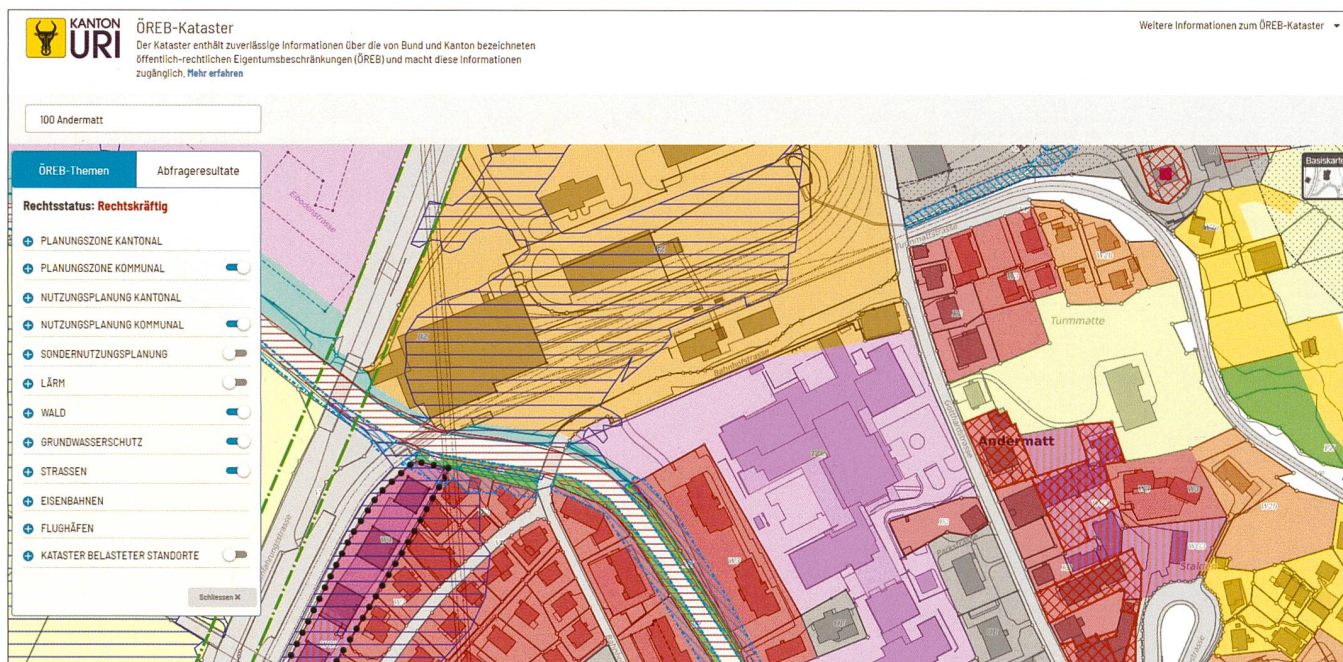 KANTON
URI
ÖREB-Kataster
Der Kataster enthält zuverlässige Informationen über die von Bund und Kanton bezeichneten
öffentlich-rechtlichen Eigentumsbeschränkungen (ÖREB) und macht diese Informationen
zugänglich. Mehr erfahren
Weitere Informationen zum ÖREB-Kataster
100 Andermatt
ÖREB-Themen
Abfrageresultate
Rechtsstatus: Rechtskräftig
PLANUNGSZONE KANTONAL
PLANUNGSZONE KOMMUNAL
NUTZUNGSPLANUNG KANTONAL
NUTZUNGSPLANUNG KOMMUNAL
SONDERNUTZUNGSPLANUNG
LÄRM
WALD
GRUNDWASSERSCHUTZ
STRASSEN
EISENBAHNEN
FLUGHÄFEN
KATASTER BELASTETER STANDORTE
Schliessen
Basiskarte
Turmmattstrasse
Turmmatte
Bahnhofstrasse
Gotthardstrasse
Andermatt